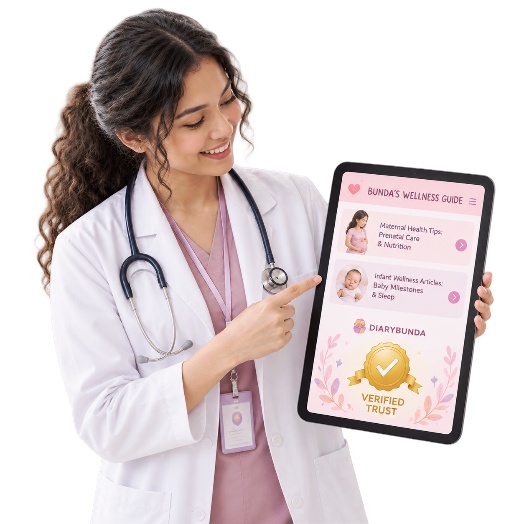 BUNDA'S WELLNESS GUIDE
Maternal Health Tips:
Prenatal Care
& Nutrition
Infant Wellness Articles:
Baby Milestones
& Sleep
DIARYBUNDA
VERIFIED
TRUST